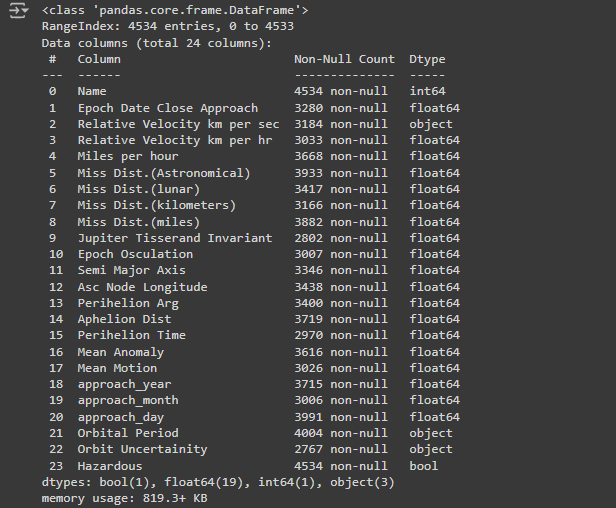 <class 'pandas.core.frame.DataFrame'>
RangeIndex: 4534 entries, 0 to 4533
Data columns (total 24 columns):
 #   Column                        Non-Null Count  Dtype
---  ------                        --------------  -----
 0   Name                          4534 non-null   int64
 1   Epoch Date Close Approach     3280 non-null   float64
 2   Relative Velocity km per sec  3184 non-null   object
 3   Relative Velocity km per hr   3033 non-null   float64
 4   Miles per hour                3668 non-null   float64
 5   Miss Dist.(Astronomical)      3933 non-null   float64
 6   Miss Dist.(lunar)             3417 non-null   float64
 7   Miss Dist.(kilometers)        3166 non-null   float64
 8   Miss Dist.(miles)             3882 non-null   float64
 9   Jupiter Tisserand Invariant   2802 non-null   float64
 10  Epoch Osculation              3007 non-null   float64
 11  Semi Major Axis               3346 non-null   float64
 12  Asc Node Longitude            3438 non-null   float64
 13  Perihelion Arg                3400 non-null   float64
 14  Aphelion Dist                 3719 non-null   float64
 15  Perihelion Time               2970 non-null   float64
 16  Mean Anomaly                  3616 non-null   float64
 17  Mean Motion                   3026 non-null   float64
 18  approach_year                 3715 non-null   float64
 19  approach_month                3006 non-null   float64
 20  approach_day                  3991 non-null   float64
 21  Orbital Period                4004 non-null   object
 22  Orbit Uncertainity            2767 non-null   object
 23  Hazardous                     4534 non-null   bool
dtypes: bool(1), float64(19), int64(1), object(3)
memory usage: 819.3+ KB